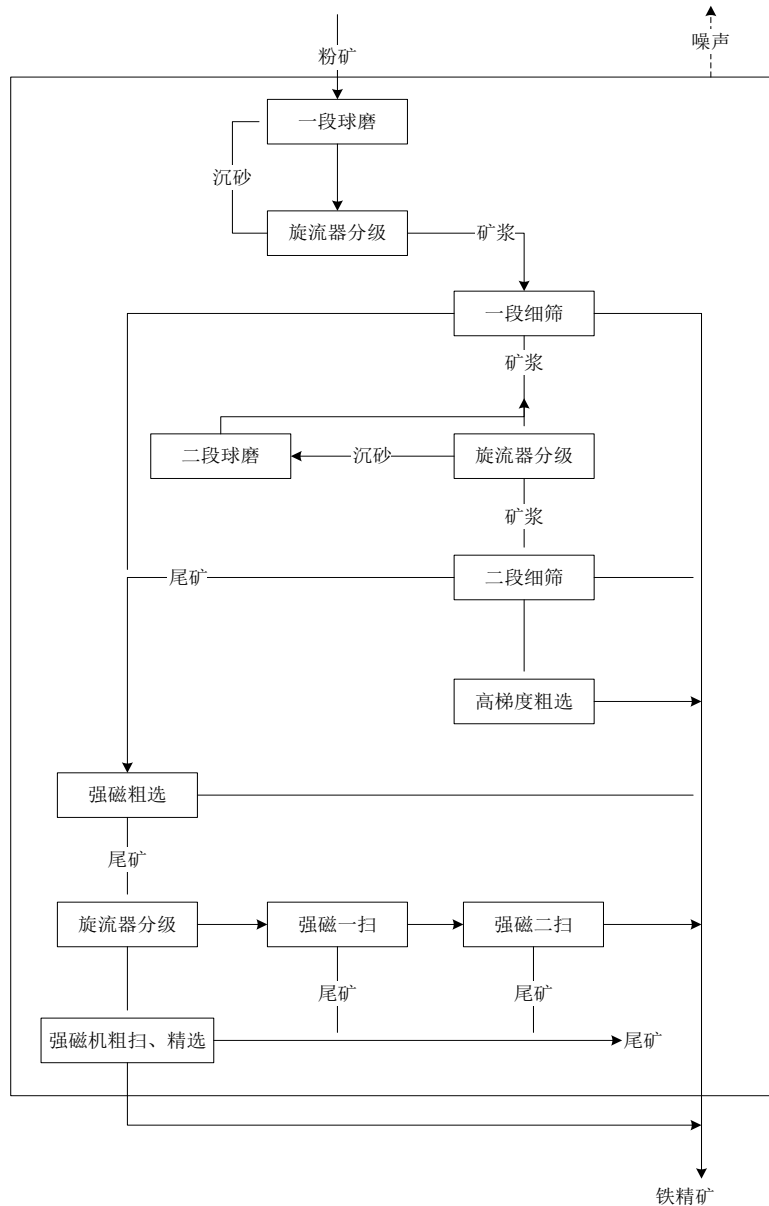 噪声
粉矿
一段球磨
沉砂
旋流器分级
矿浆
一段细筛
矿浆
二段球磨
沉砂
旋流器分级
矿浆
尾矿
二段细筛
高梯度粗选
强磁粗选
尾矿
旋流器分级
强磁一扫
强磁二扫
尾矿
尾矿
强磁机粗扫、精选
尾矿
铁精矿